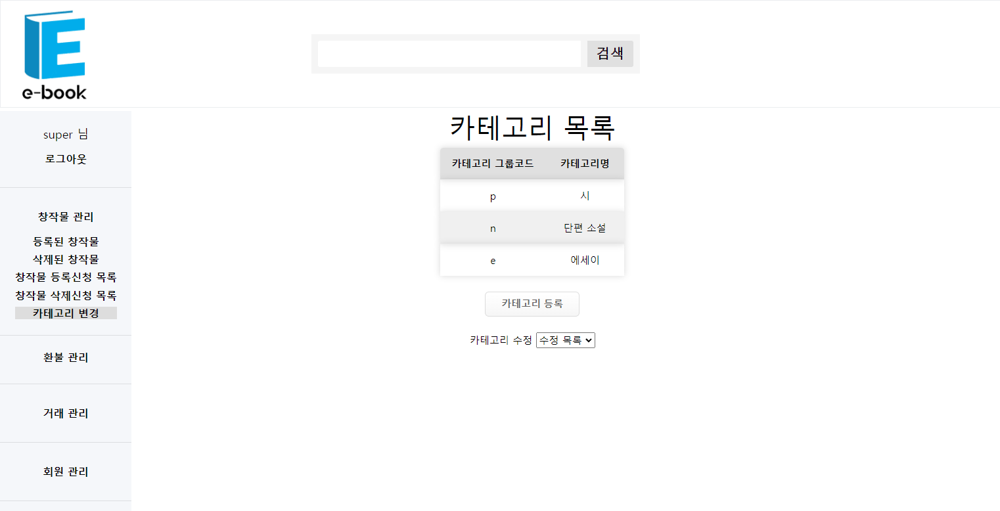 e-book
검색
super 님
로그아웃
창작물 관리
등록된 창작물
삭제된 창작물
창작물 등록신청 목록
창작물 삭제신청 목록
카테고리 변경
환불 관리
거래 관리
회원 관리
카테고리 목록
카테고리 그룹코드 카테고리명
p 시
n 단편 소설
e 에세이
카테고리 등록
카테고리 수정 수정 목록